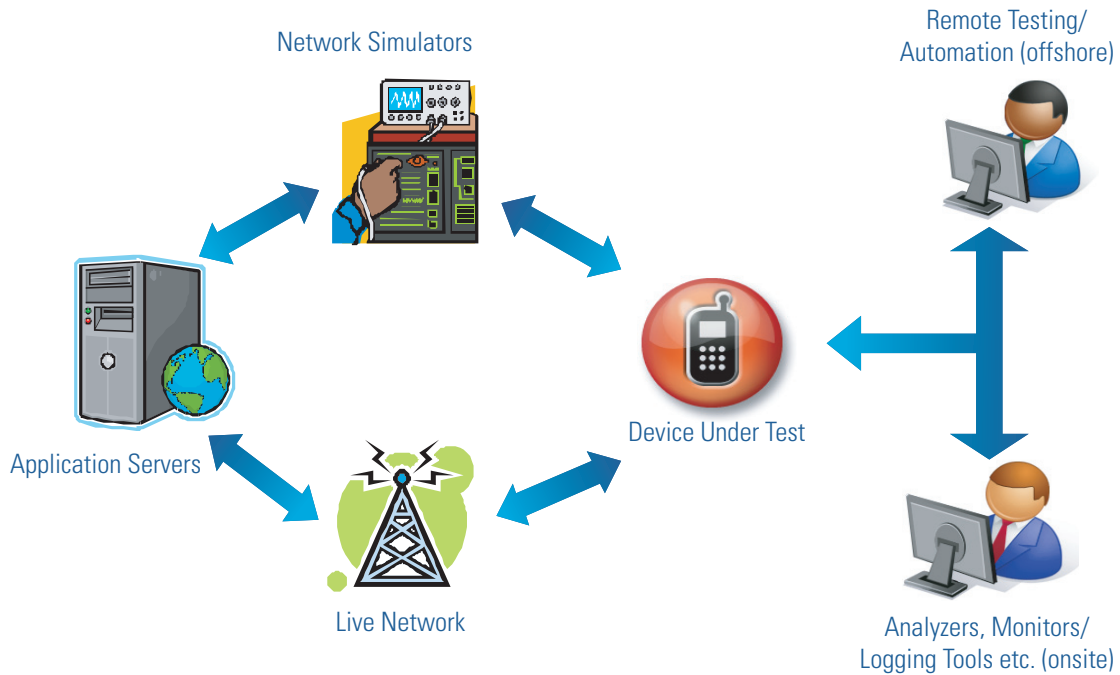 Network Simulators
Remote Testing/
Automation (offshore)
Application Servers
Device Under Test
Live Network
Analyzers, Monitors/
Logging Tools etc. (onsite)